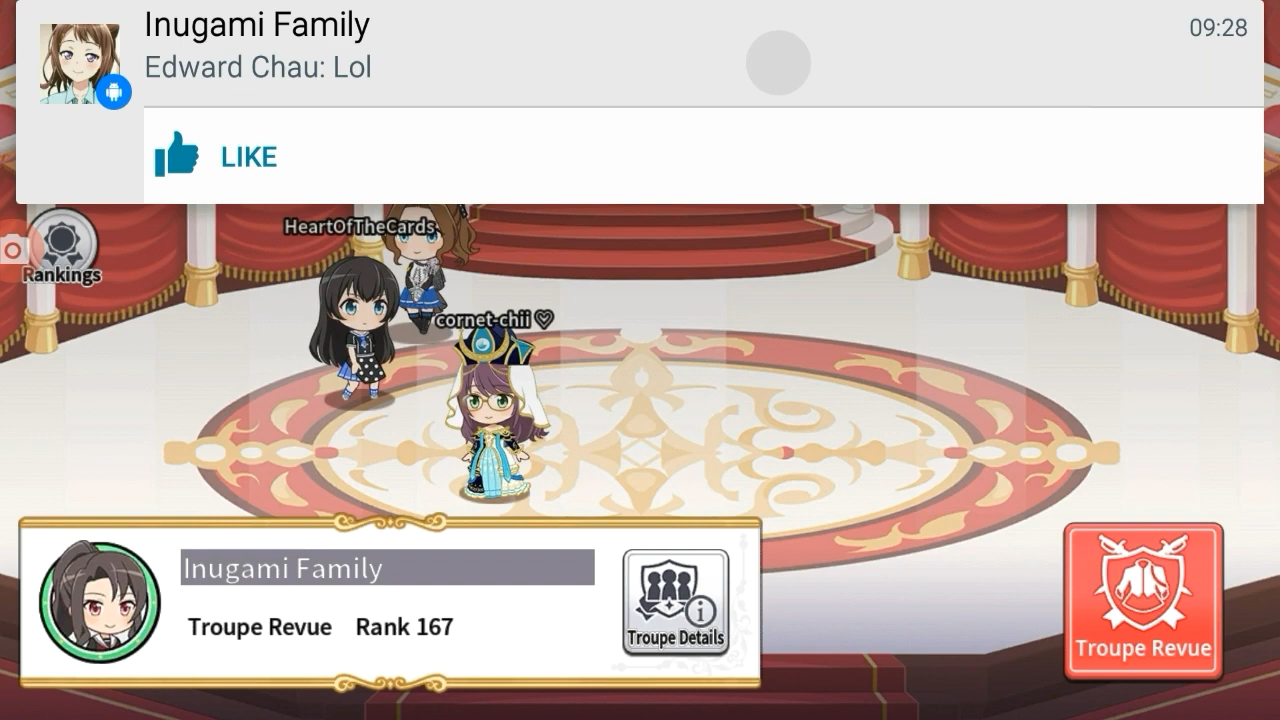 Inugami Family
09:28
Edward Chau: Lol
LIKE
HeartOfTheCards
Rankings
cornet-chii ♡
Inugami Family
Troupe Revue Rank 167
Troupe Details
Troupe Revue